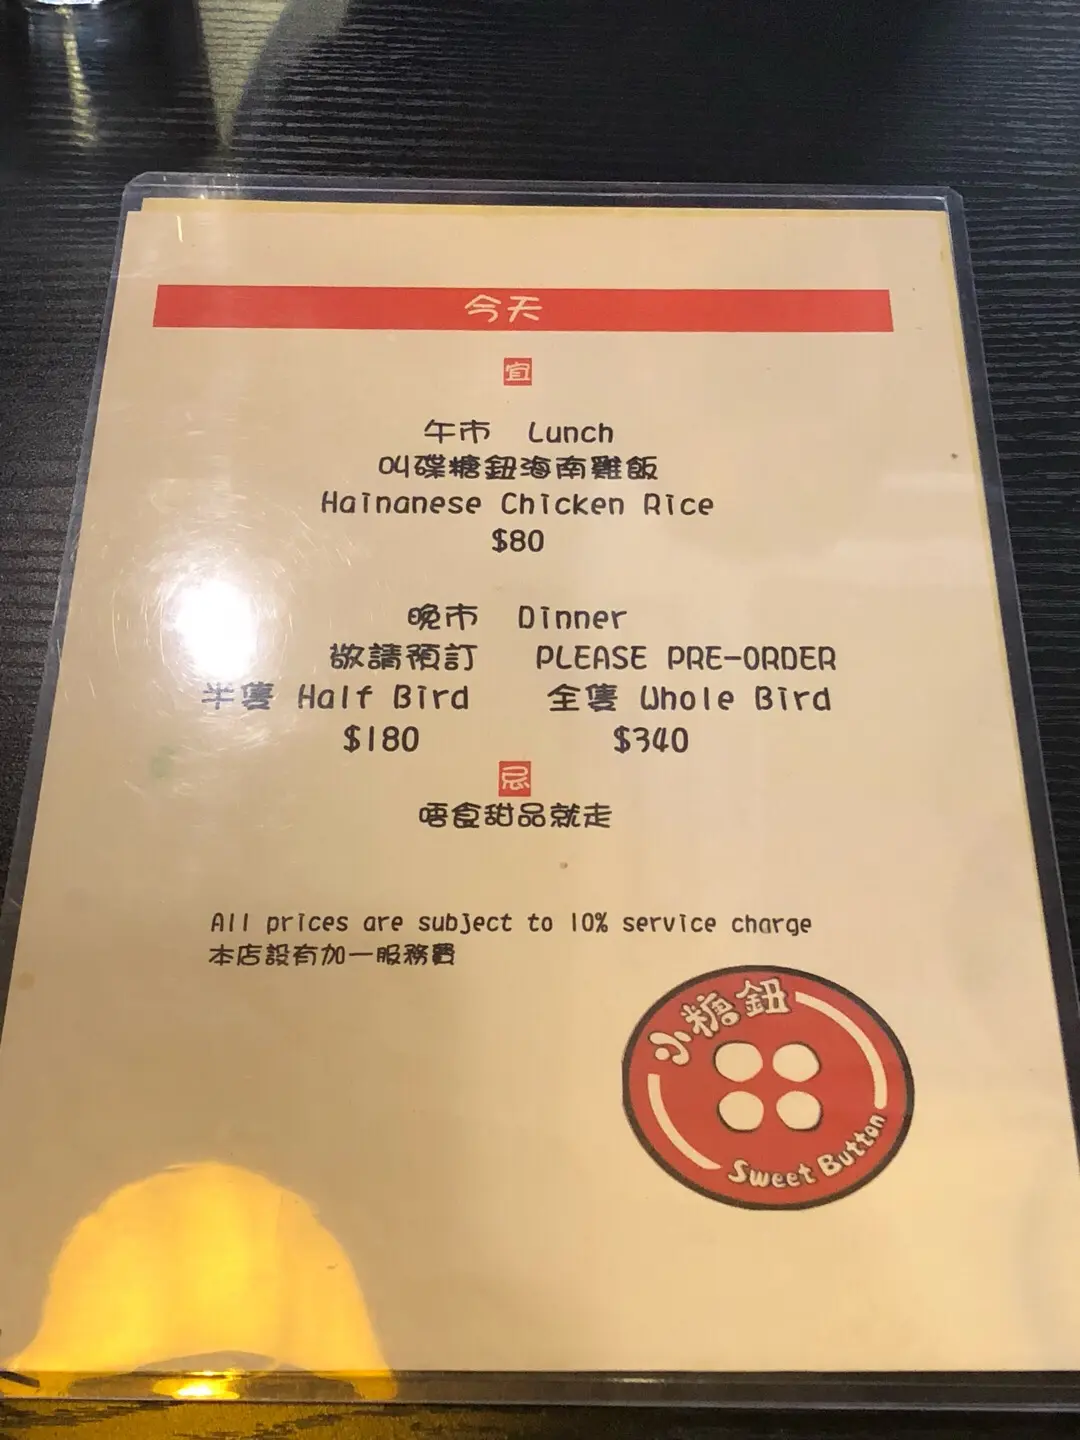 今天
宜
午市 Lunch
叫碟糖鈕海南雞飯
Hainanese Chicken Rice
$80
晚市 Dinner
敬請預訂 PLEASE PRE-ORDER
半隻 Half Bird 全隻 Whole Bird
$180 $340
忌
唔食甜品就走
All prices are subject to 10% service charge
本店設有加一服務費
小糖鈕
Sweet Button